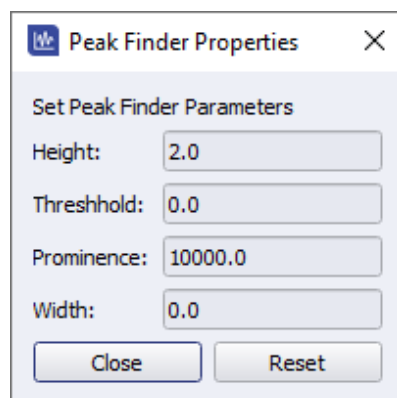 Peak Finder Properties
Set Peak Finder Parameters
Height: 2.0
Threshhold: 0.0
Prominence: 10000.0
Width: 0.0
Close Reset